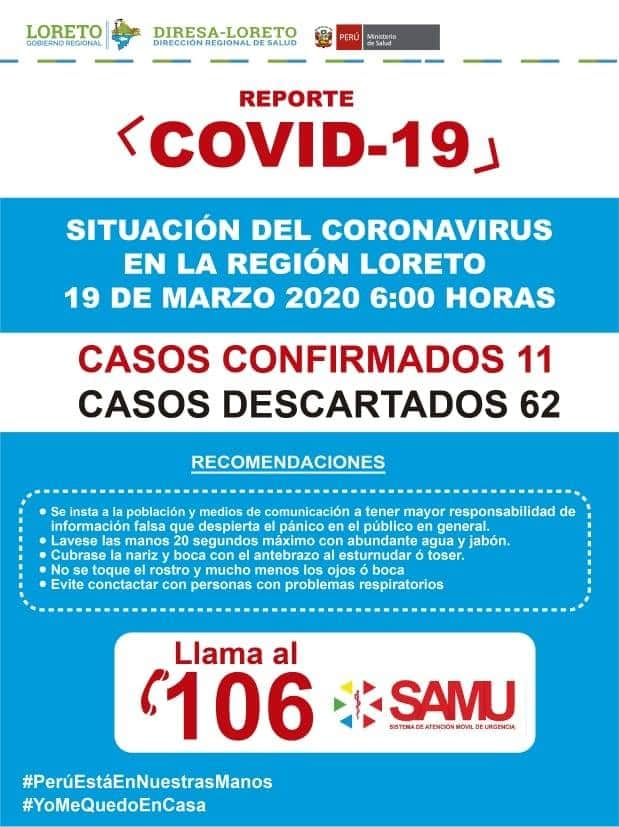 LORETO
GOBIERNO REGIONAL
DIRESA-LORETO
DIRECCIÓN REGIONAL DE SALUD
PERÚ
Ministerio
de Salud
REPORTE
COVID-19
SITUACIÓN DEL CORONAVIRUS
EN LA REGIÓN LORETO
19 DE MARZO 2020 6:00 HORAS
CASOS CONFIRMADOS 11
CASOS DESCARTADOS 62
RECOMENDACIONES
• Se insta a la población y medios de comunicación a tener mayor responsabilidad de
información falsa que despierta el pánico en el público en general.
• Lavese las manos 20 segundos máximo con abundante agua y jabón.
• Cubrase la nariz y boca con el antebrazo al esturnudar ó toser.
• No se toque el rostro y mucho menos los ojos ó boca
• Evite conctactar con personas con problemas respiratorios
Llama al
106
SAMU
SISTEMA DE ATENCIÓN MÓVIL DE URGENCIA
#PerúEstáEnNuestrasManos
#YoMeQuedoEnCasa